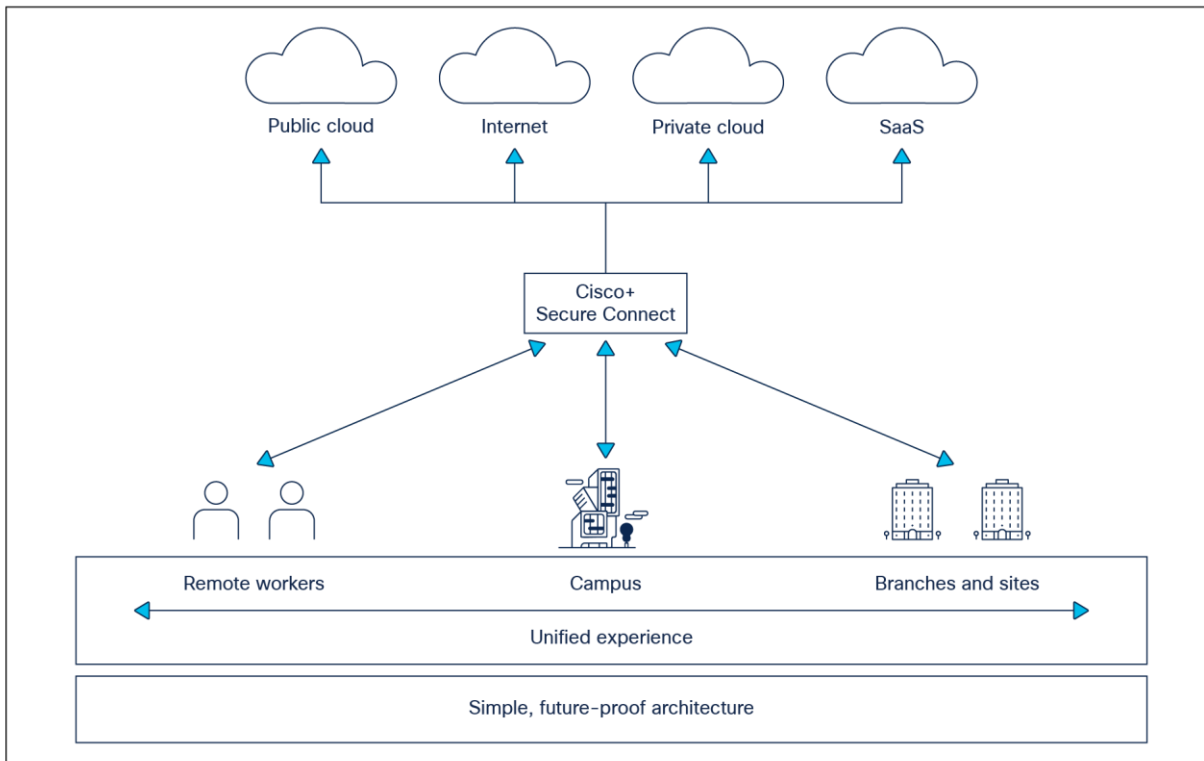 Public cloud
Internet
Private cloud
SaaS
Cisco+
Secure Connect
Remote workers
Campus
Branches and sites
Unified experience
Simple, future-proof architecture